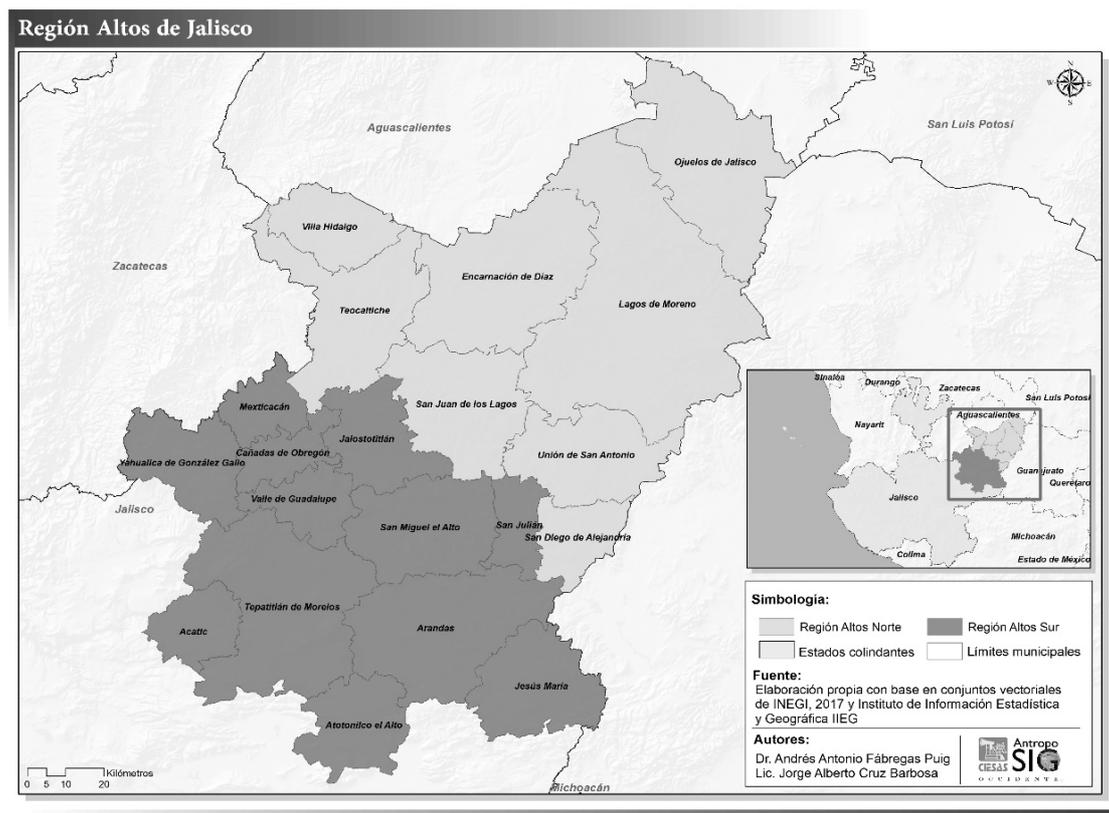 Región Altos de Jalisco
N
W E
S
Aguascalientes
San Luis Potosí
Ojuelos de Jalisco
Villa Hidalgo
Zacatecas
Encarnación de Díaz
Lagos de Moreno
Teocaltiche
San Juan de los Lagos
Mexticacán
Jalostotitlán
Cañadas de Obregón
Unión de San Antonio
Yahualica de González Gallo
Valle de Guadalupe
Jalisco
San Miguel el Alto
San Julián
San Diego de Alejandría
Tepatitlán de Morelos
Acatic
Arandas
Jesús María
Atotonilco el Alto
Michoacán
Kilómetros
0 5 10 20
Sinaloa
Durango
Zacatecas
San Luis Potosí
Aguascalientes
Nayarit
Guanajuato
Querétaro
Jalisco
Michoacán
Colima
Estado de México
Simbología:
Región Altos Norte
Región Altos Sur
Estados colindantes
Límites municipales
Fuente:
Elaboración propia con base en conjuntos vectoriales
de INEGI, 2017 y Instituto de Información Estadística
y Geográfica IIEG
Autores:
Dr. Andrés Antonio Fábregas Puig
Lic. Jorge Alberto Cruz Barbosa
CIESAS
Antropo
SIG
OCCIDENTE